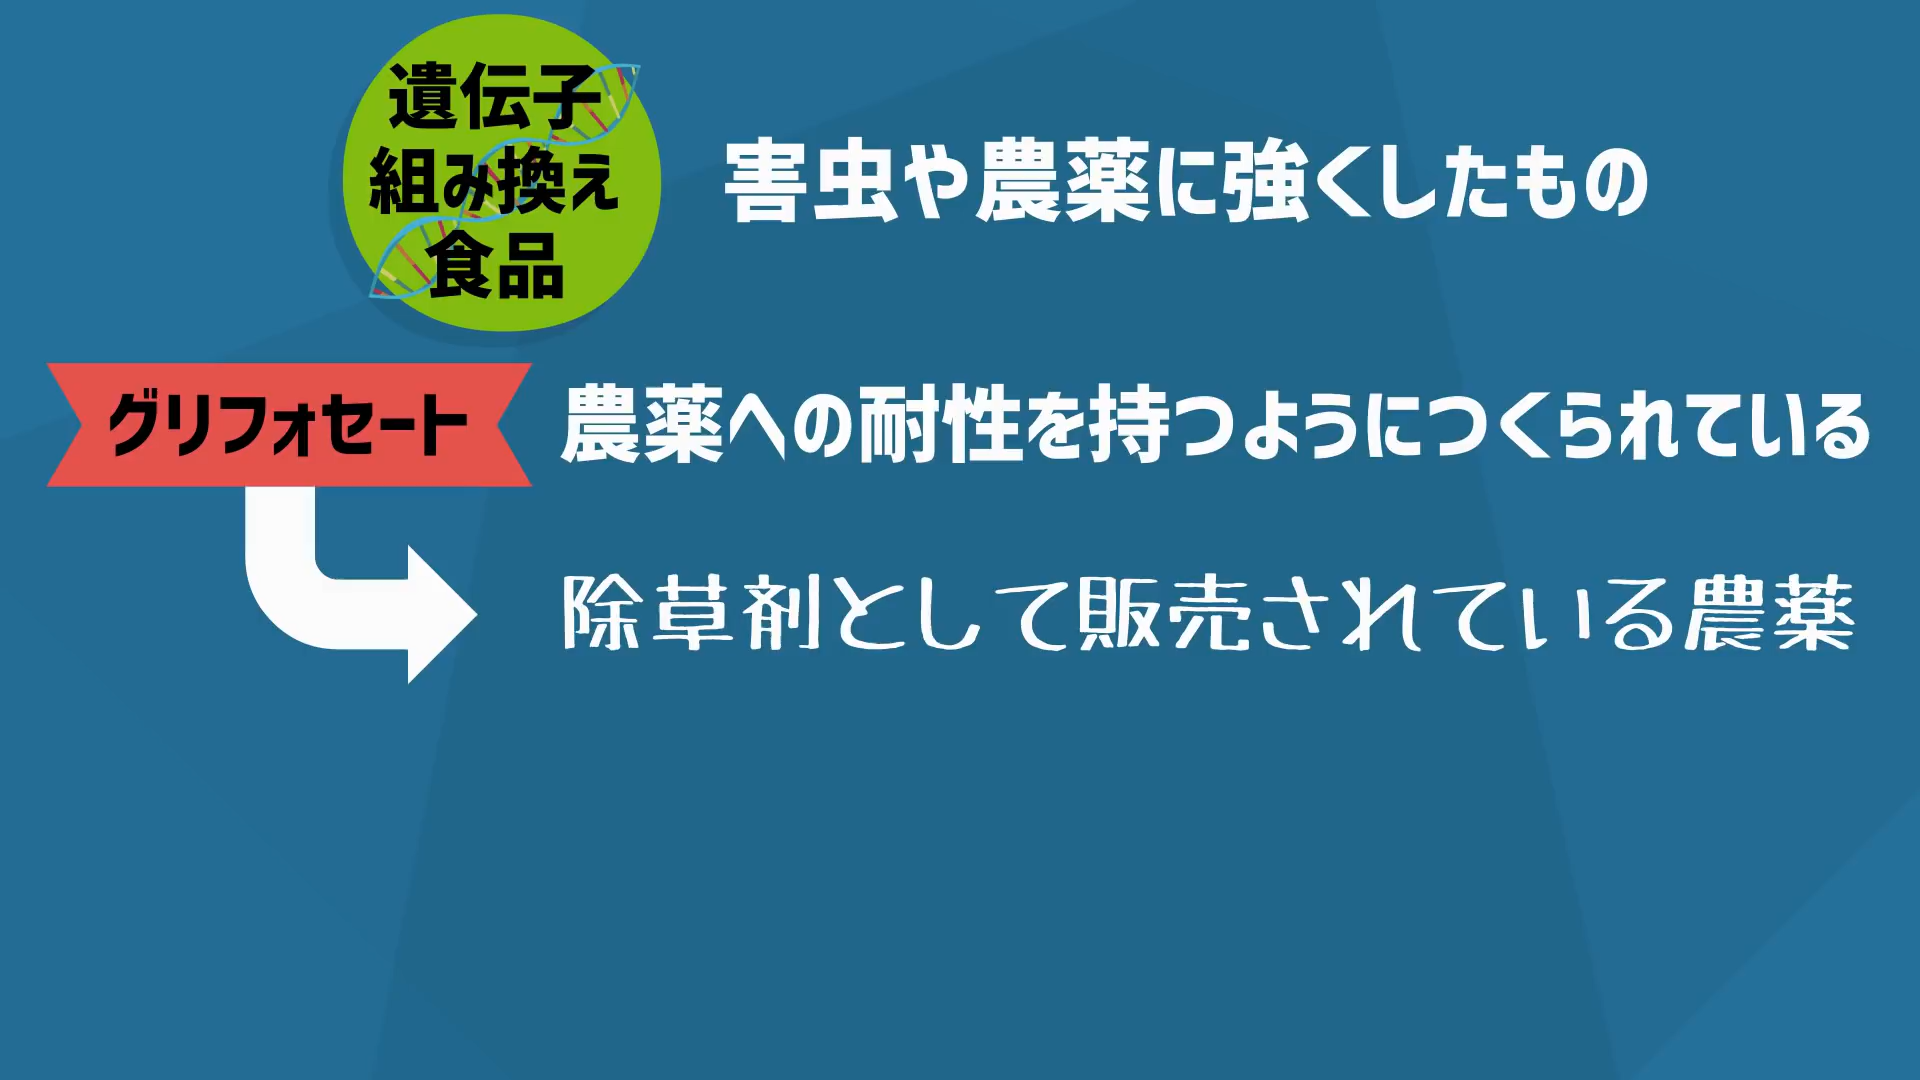 遺伝子
組み換え
食品
害虫や農薬に強くしたもの
グリフォセート
農薬への耐性を持つようにつくられている
除草剤として販売されている農薬